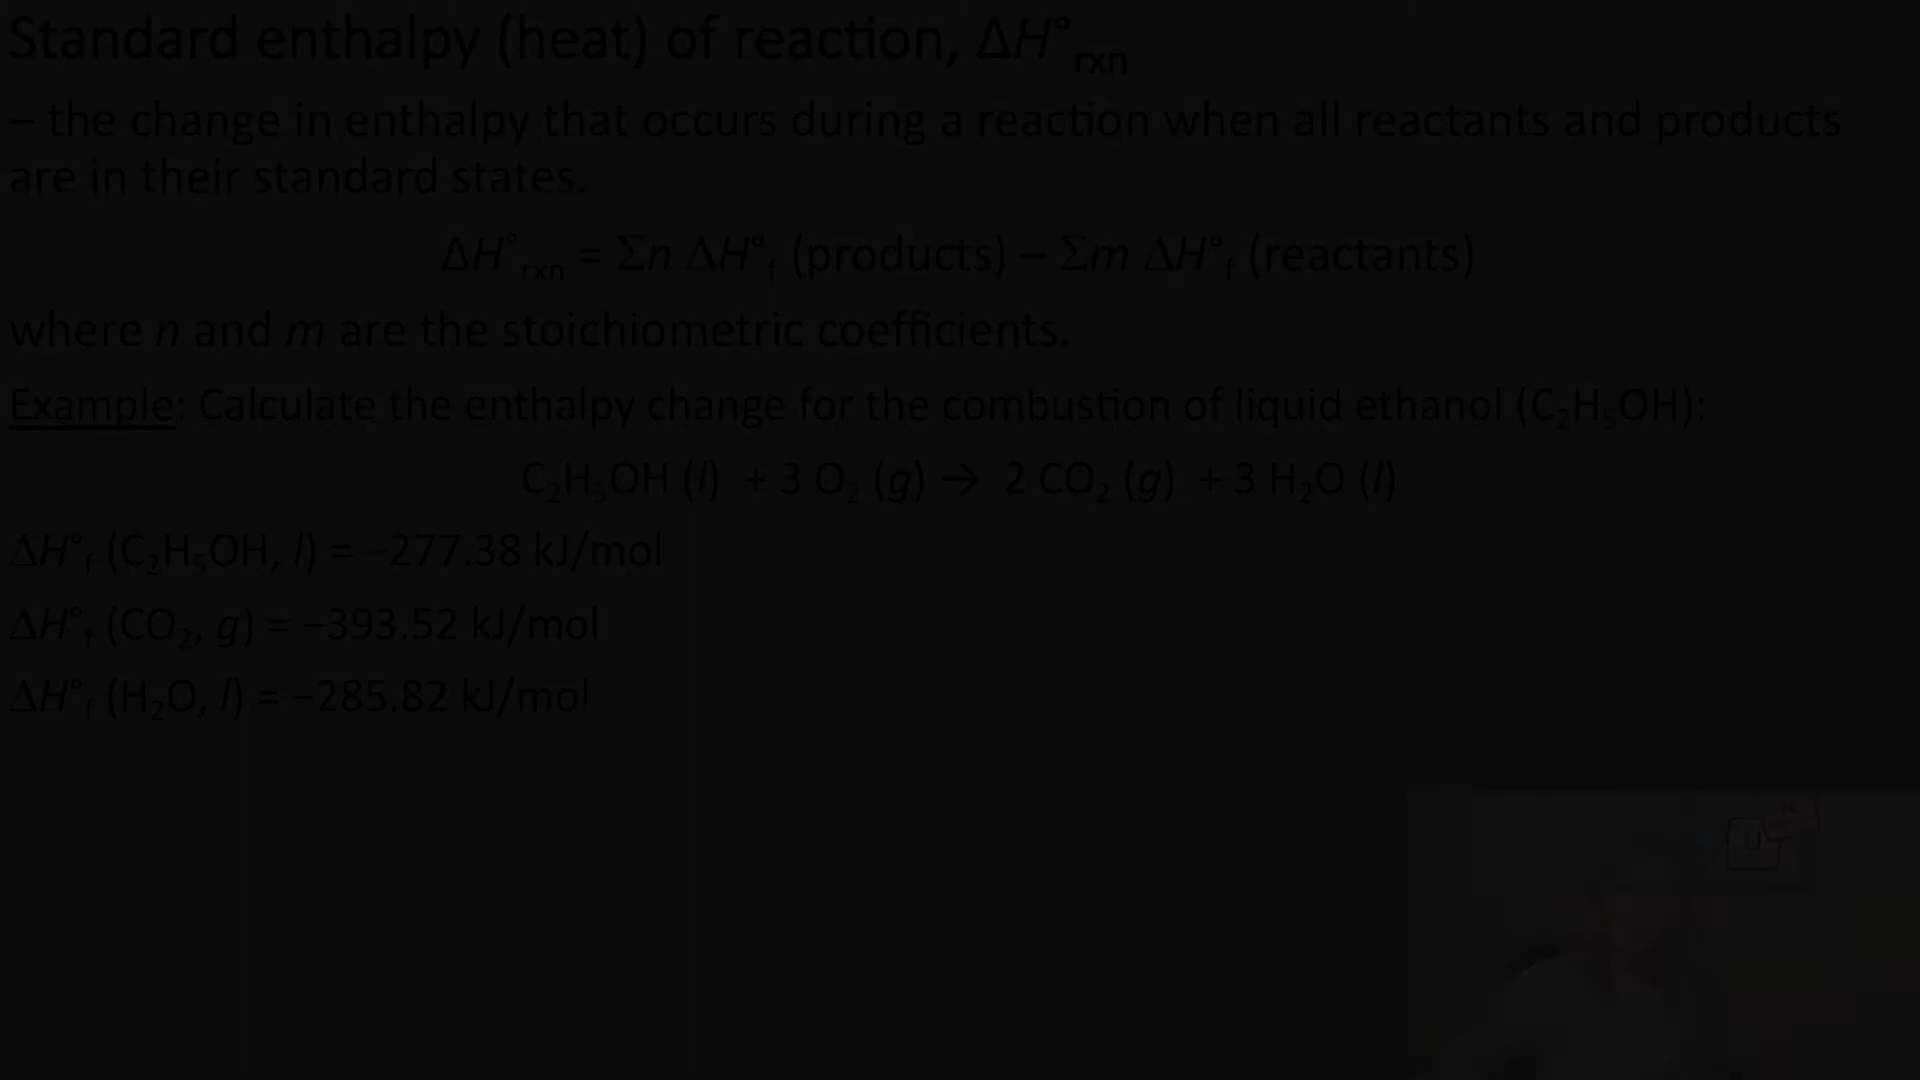 Standard enthalpy (heat) of reaction, ΔH°rxn
– the change in enthalpy that occurs during a reaction when all reactants and products
are in their standard states.
ΔH°rxn = Σn ΔH°f (products) – Σm ΔH°f (reactants)
where n and m are the stoichiometric coefficients.
Example: Calculate the enthalpy change for the combustion of liquid ethanol (C₂H₅OH):
C₂H₅OH (l) + 3 O₂ (g) → 2 CO₂ (g) + 3 H₂O (l)
ΔH°f (C₂H₅OH, l) = −277.38 kJ/mol
ΔH°f (CO₂, g) = −393.52 kJ/mol
ΔH°f (H₂O, l) = −285.82 kJ/mol
U
N